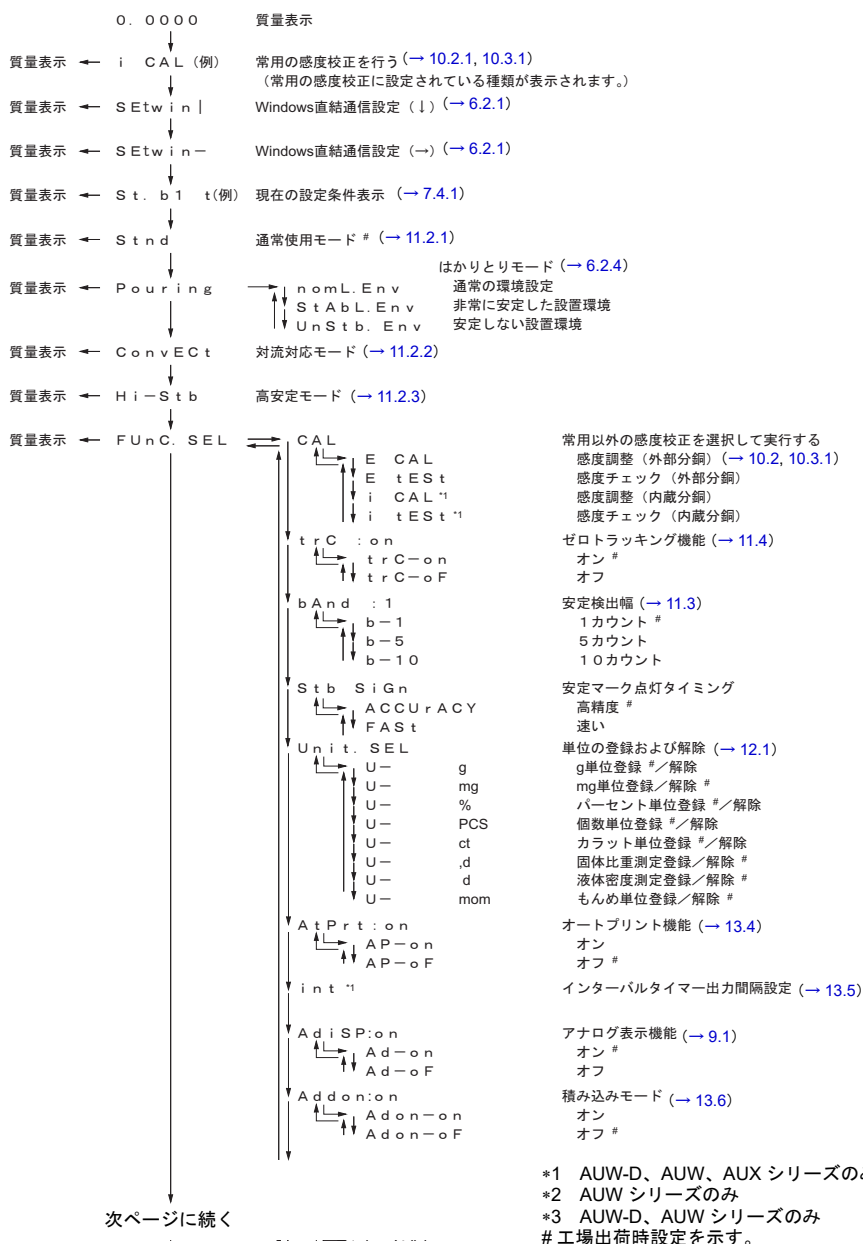 0. 0000 質量表示
質量表示 ← i CAL(例) 常用の感度校正を行う(→ 10.2.1, 10.3.1)
(常用の感度校正に設定されている種類が表示されます。)
質量表示 ← SEtwin| Windows直結通信設定(↓)(→ 6.2.1)
質量表示 ← SEtwin− Windows直結通信設定(→)(→ 6.2.1)
質量表示 ← St. b1 t(例) 現在の設定条件表示 (→ 7.4.1)
質量表示 ← Stnd 通常使用モード # (→ 11.2.1)
はかりとりモード(→ 6.2.4)
質量表示 ← Pouring → nomL.Env 通常の環境設定
StAbL.Env 非常に安定した設置環境
UnStb. Env 安定しない設置環境
質量表示 ← ConvECt 対流対応モード(→ 11.2.2)
質量表示 ← Hi−Stb 高安定モード(→ 11.2.3)
質量表示 ← FUnC. SEL CAL 常用以外の感度校正を選択して実行する
E CAL 感度調整(外部分銅)(→ 10.2, 10.3.1)
E tESt 感度チェック(外部分銅)
i CAL *1 感度調整(内蔵分銅)
i tESt *1 感度チェック(内蔵分銅)
trC :on ゼロトラッキング機能(→ 11.4)
trC−on オン #
trC−oF オフ
bAnd :1 安定検出幅(→ 11.3)
b−1 1カウント #
b−5 5カウント
b−10 10カウント
Stb SiGn 安定マーク点灯タイミング
ACCUrACY 高精度 #
FASt 速い
Unit. SEL 単位の登録および解除(→ 12.1)
U− g g単位登録 #/解除
U− mg mg単位登録/解除 #
U− % パーセント単位登録 #/解除
U− PCS 個数単位登録 #/解除
U− ct カラット単位登録 #/解除
U− ,d 固体比重測定登録/解除 #
U− d 液体密度測定登録/解除 #
U− mom もんめ単位登録/解除 #
AtPrt:on オートプリント機能(→ 13.4)
AP−on オン
AP−oF オフ #
int *1 インターバルタイマー出力間隔設定 (→ 13.5)
AdiSP:on アナログ表示機能(→ 9.1)
Ad−on オン #
Ad−oF オフ
Addon:on 積み込みモード (→ 13.6)
Adon−on オン
Adon−oF オフ #
*1 AUW-D、AUW、AUX シリーズの
*2 AUW シリーズのみ
次ページに続く
*3 AUW-D、AUW シリーズのみ
# 工場出荷時設定を示す。